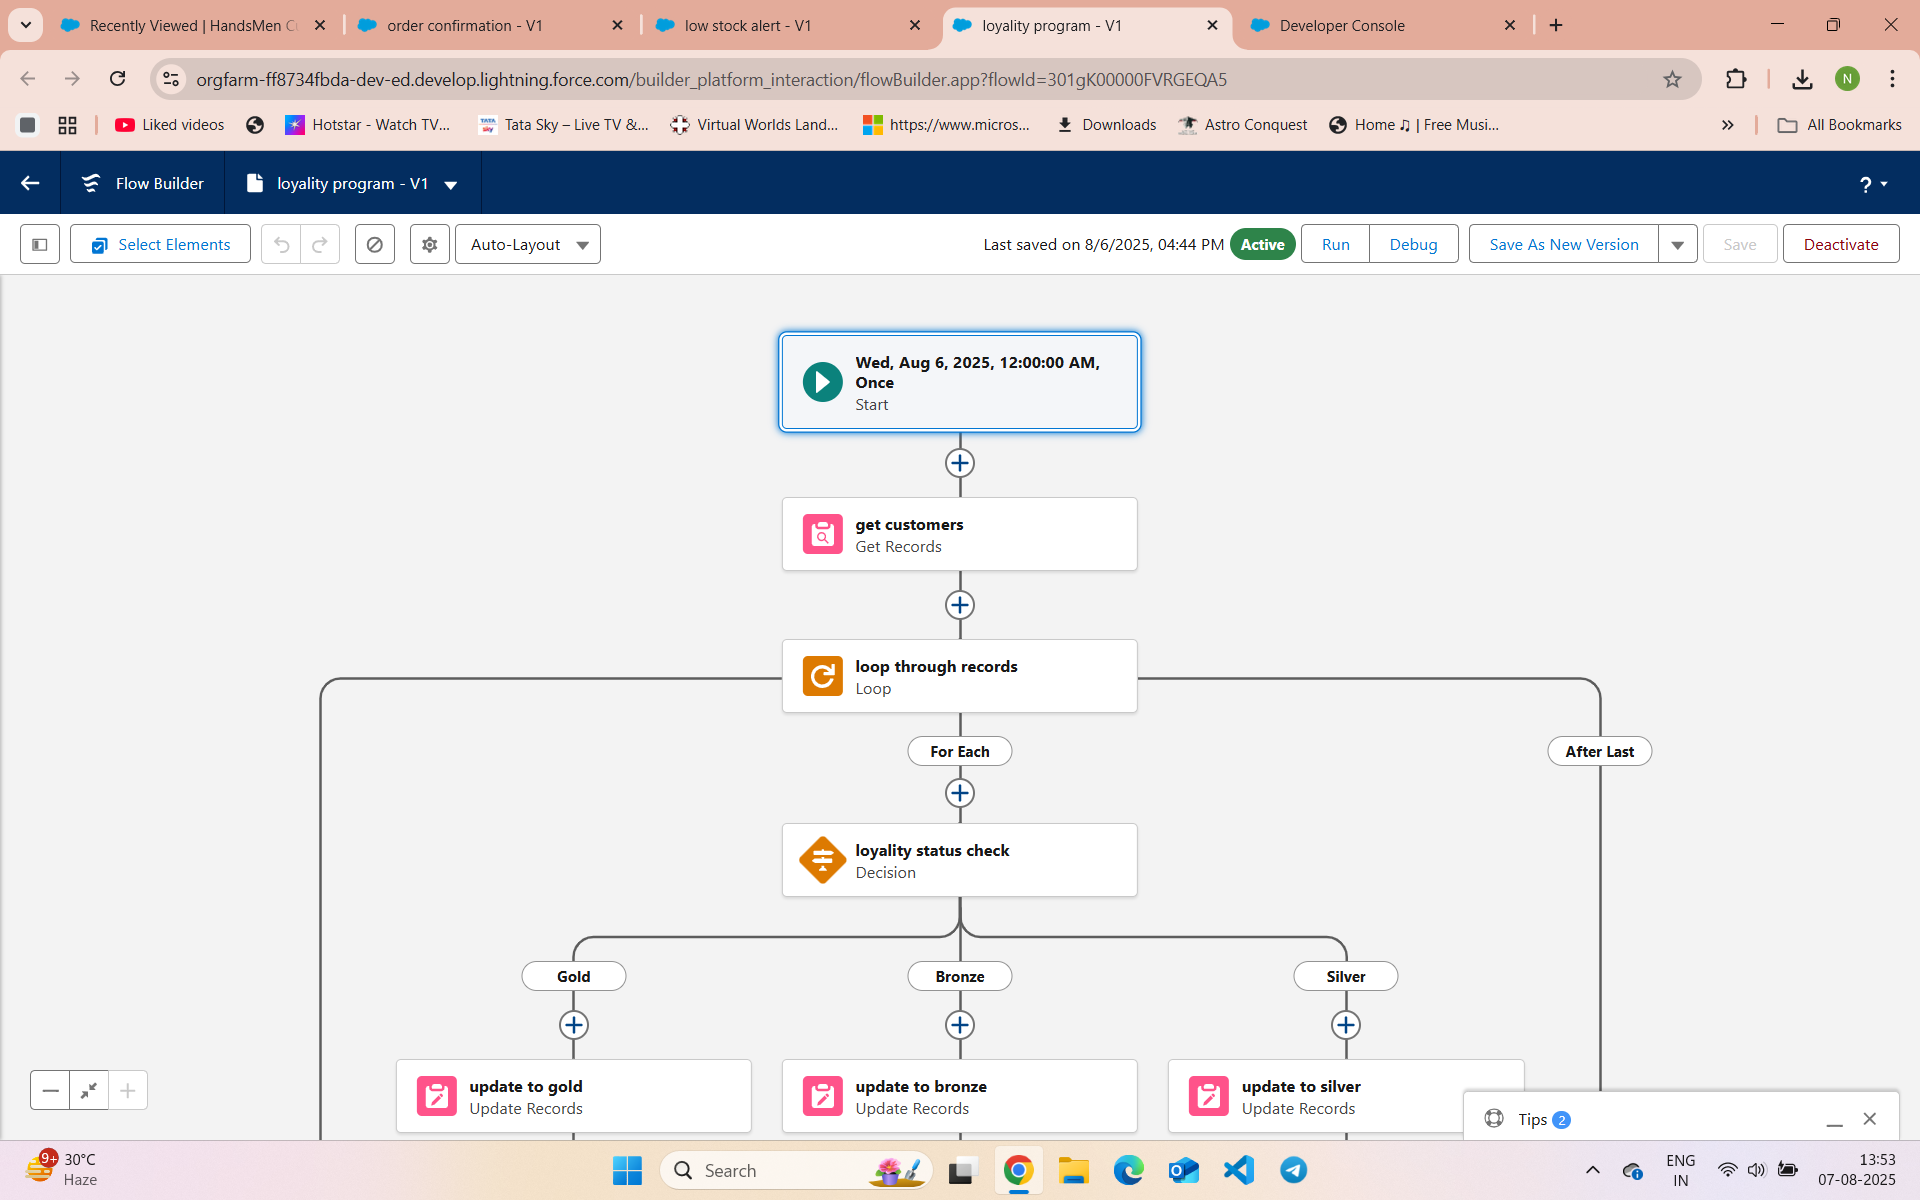 Recently Viewed | HandsMen C
order confirmation - V1
low stock alert - V1
loyality program - V1
Developer Console
orgfarm-ff8734fbda-dev-ed.develop.lightning.force.com/builder_platform_interaction/flowBuilder.app?flowId=301gK00000FVRGEQA5
N
Liked videos
Hotstar - Watch TV...
TATA sky
Tata Sky – Live TV &...
Virtual Worlds Land...
https://www.micros...
Downloads
Astro Conquest
Home ♫ | Free Musi...
All Bookmarks
Flow Builder
loyality program - V1
?
Select Elements
Auto-Layout
Last saved on 8/6/2025, 04:44 PM
Active
Run
Debug
Save As New Version
Save
Deactivate
Wed, Aug 6, 2025, 12:00:00 AM,
Once
Start
get customers
Get Records
loop through records
Loop
For Each
After Last
loyality status check
Decision
Gold
Bronze
Silver
update to gold
Update Records
update to bronze
Update Records
update to silver
Update Records
Tips 2
9+
30°C
Haze
Search
ENG
IN
13:53
07-08-2025